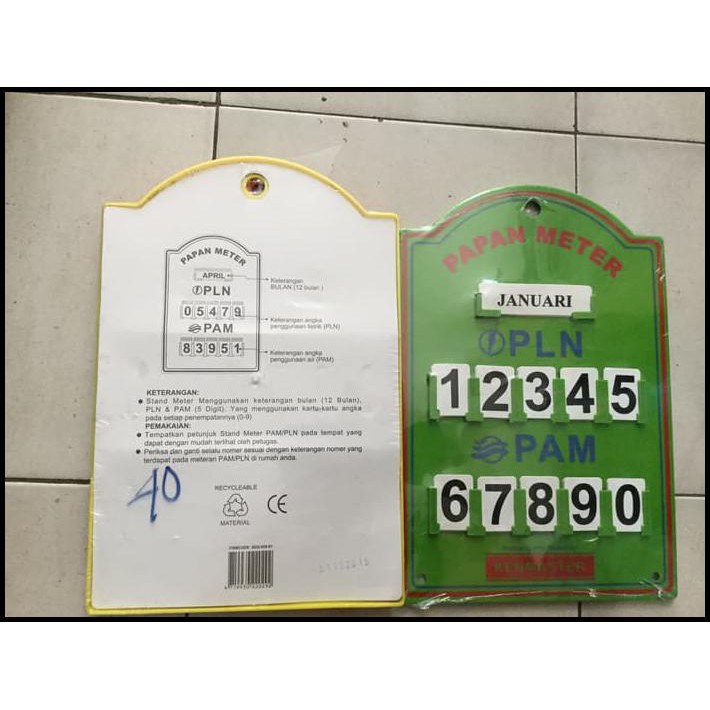 PAPAN METER
APRIL
Keterangan
BULAN (12 bulan )
PLN
05479
Keterangan angka
penggunaan listrik (PLN)
PAM
83951
Keterangan angka
penggunaan air (PAM)
KETERANGAN:
Stand Meter Menggunakan keterangan bulan (12 Bulan),
PLN & PAM (5 Digit). Yang menggunakan kartu-kartu angka
pada setiap penempatannya (0-9)
PEMAKAIAN:
Tempatkan petunjuk Stand Meter PAM/PLN pada tempat yang
dapat dengan mudah terlihat oleh petugas.
Periksa dan ganti selalu nomer sesuai dengan keterangan nomer yang
terdapat pada meteran PAM/PLN di rumah anda.
40
RECYCLEABLE
MATERIAL
CE
PAPAN METER
JANUARI
PLN
12345
PAM
67890
KENMASTER